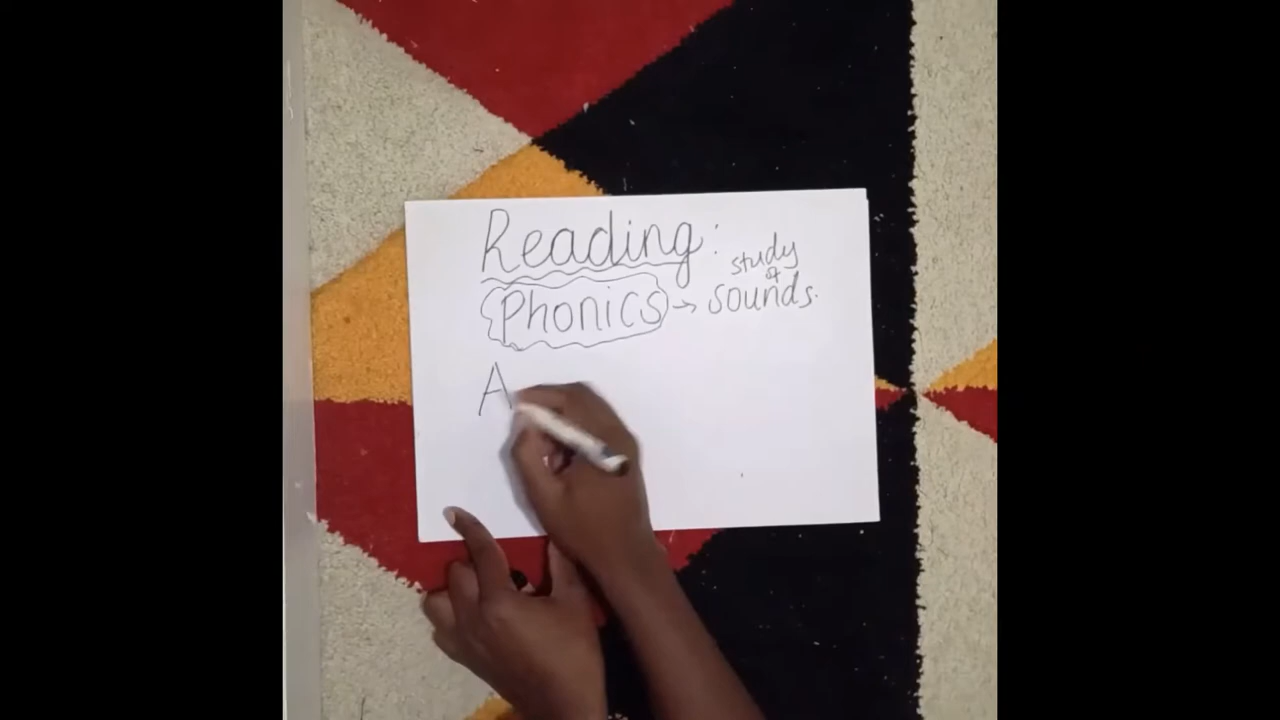 Reading:
study
of
Phonics → sounds.
A